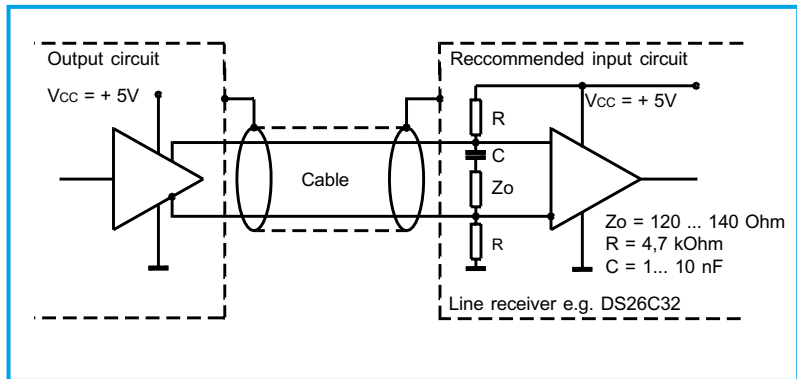 Output circuit
Vcc = + 5V
Cable
Reccommended input circuit
Vcc = + 5V
R
C
Zo
R
Zo = 120 ... 140 Ohm
R = 4,7 kOhm
C = 1... 10 nF
Line receiver e.g. DS26C32